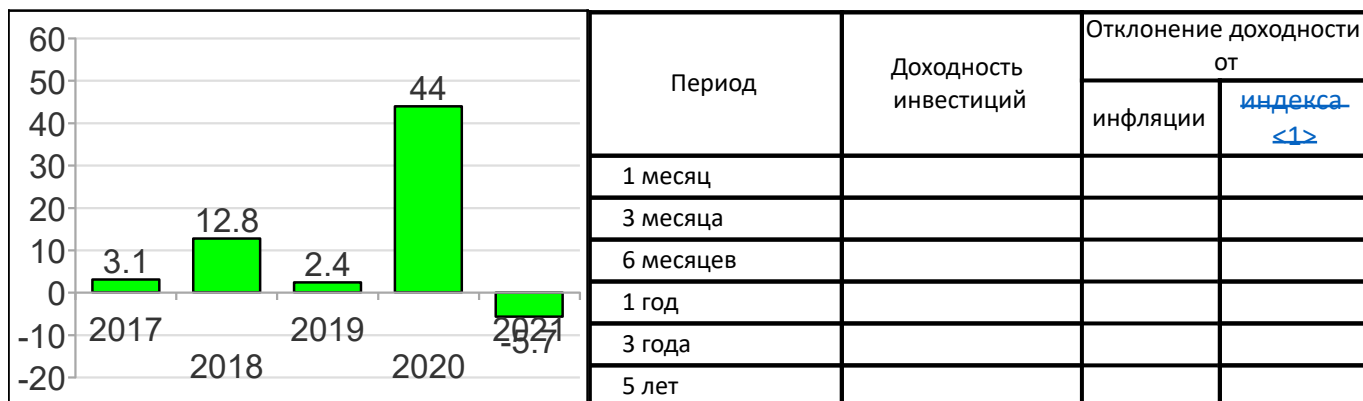 60
50
40
30
20
10
0
-10
-20
3.1
12.8
2.4
44
-5.7
2017
2018
2019
2020
2021
Период
Доходность
инвестиций
Отклонение доходности
от
инфляции
индекса
<1>
1 месяц
3 месяца
6 месяцев
1 год
3 года
5 лет